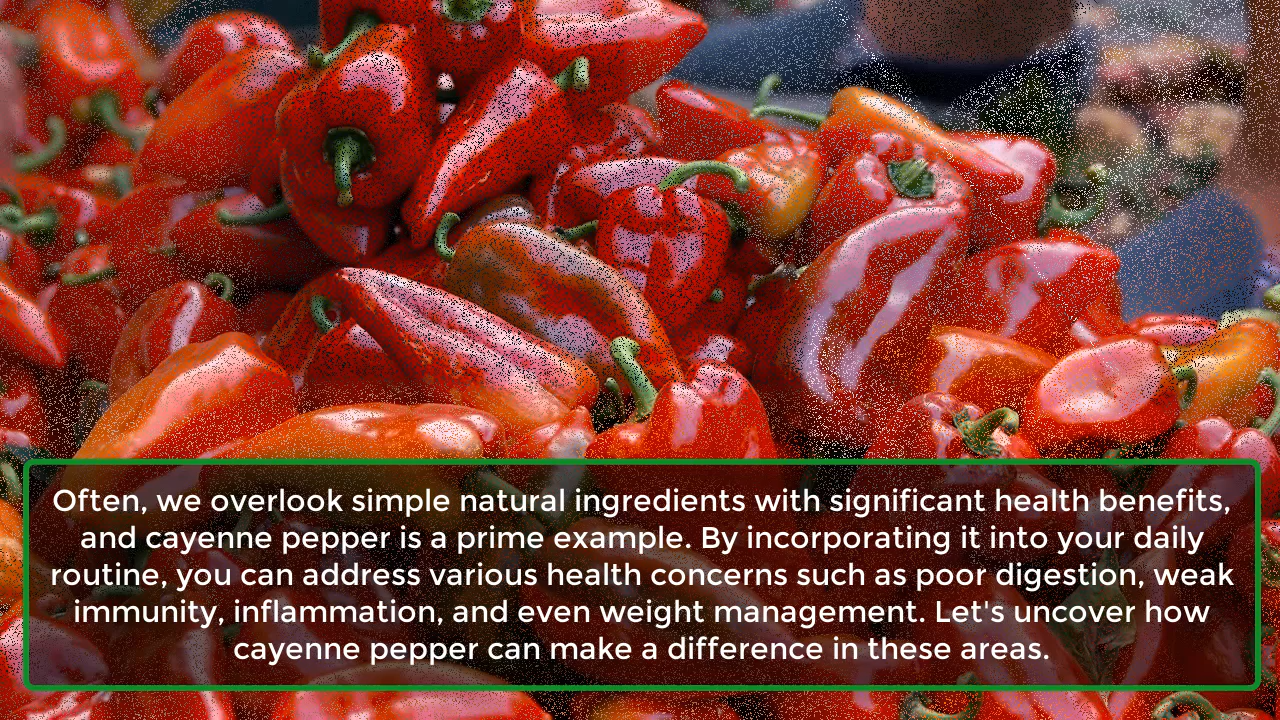 Often, we overlook simple natural ingredients with significant health benefits,
and cayenne pepper is a prime example. By incorporating it into your daily
routine, you can address various health concerns such as poor digestion, weak
immunity, inflammation, and even weight management. Let's uncover how
cayenne pepper can make a difference in these areas.